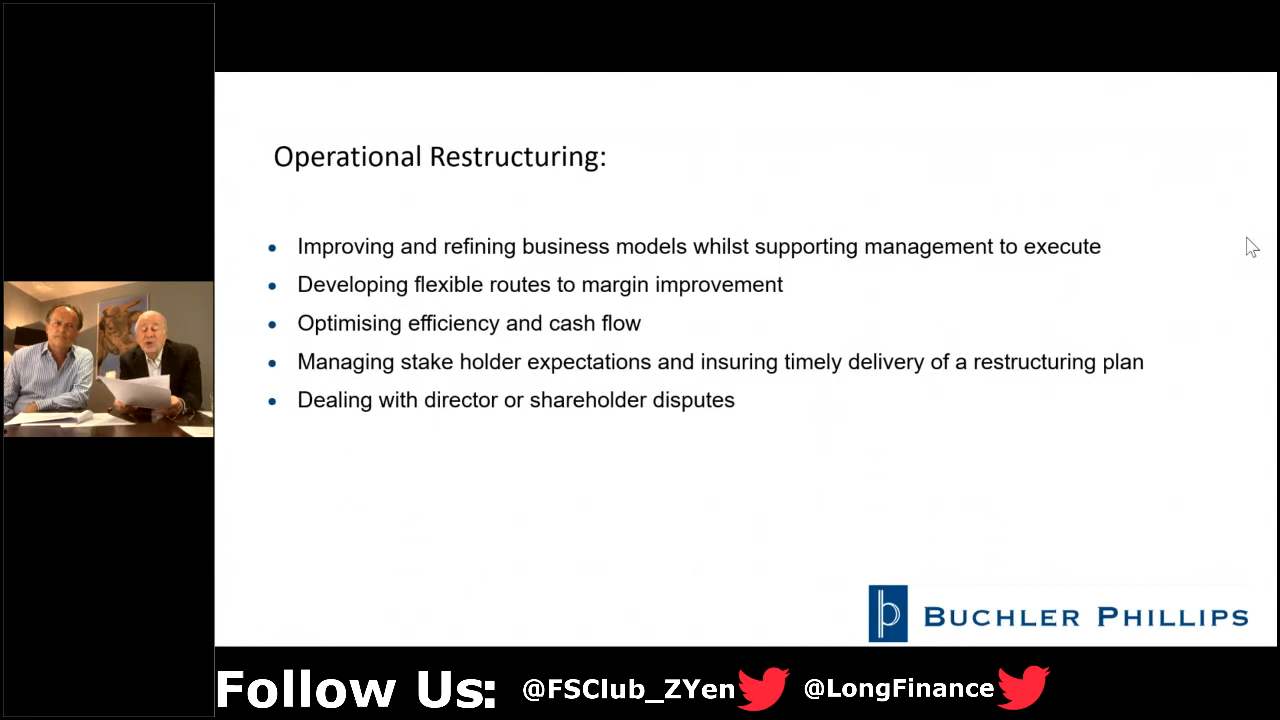 Operational Restructuring:
• Improving and refining business models whilst supporting management to execute
• Developing flexible routes to margin improvement
• Optimising efficiency and cash flow
• Managing stake holder expectations and insuring timely delivery of a restructuring plan
• Dealing with director or shareholder disputes
BUCHLER PHILLIPS
Follow Us: @FSClub_ZYen @LongFinance